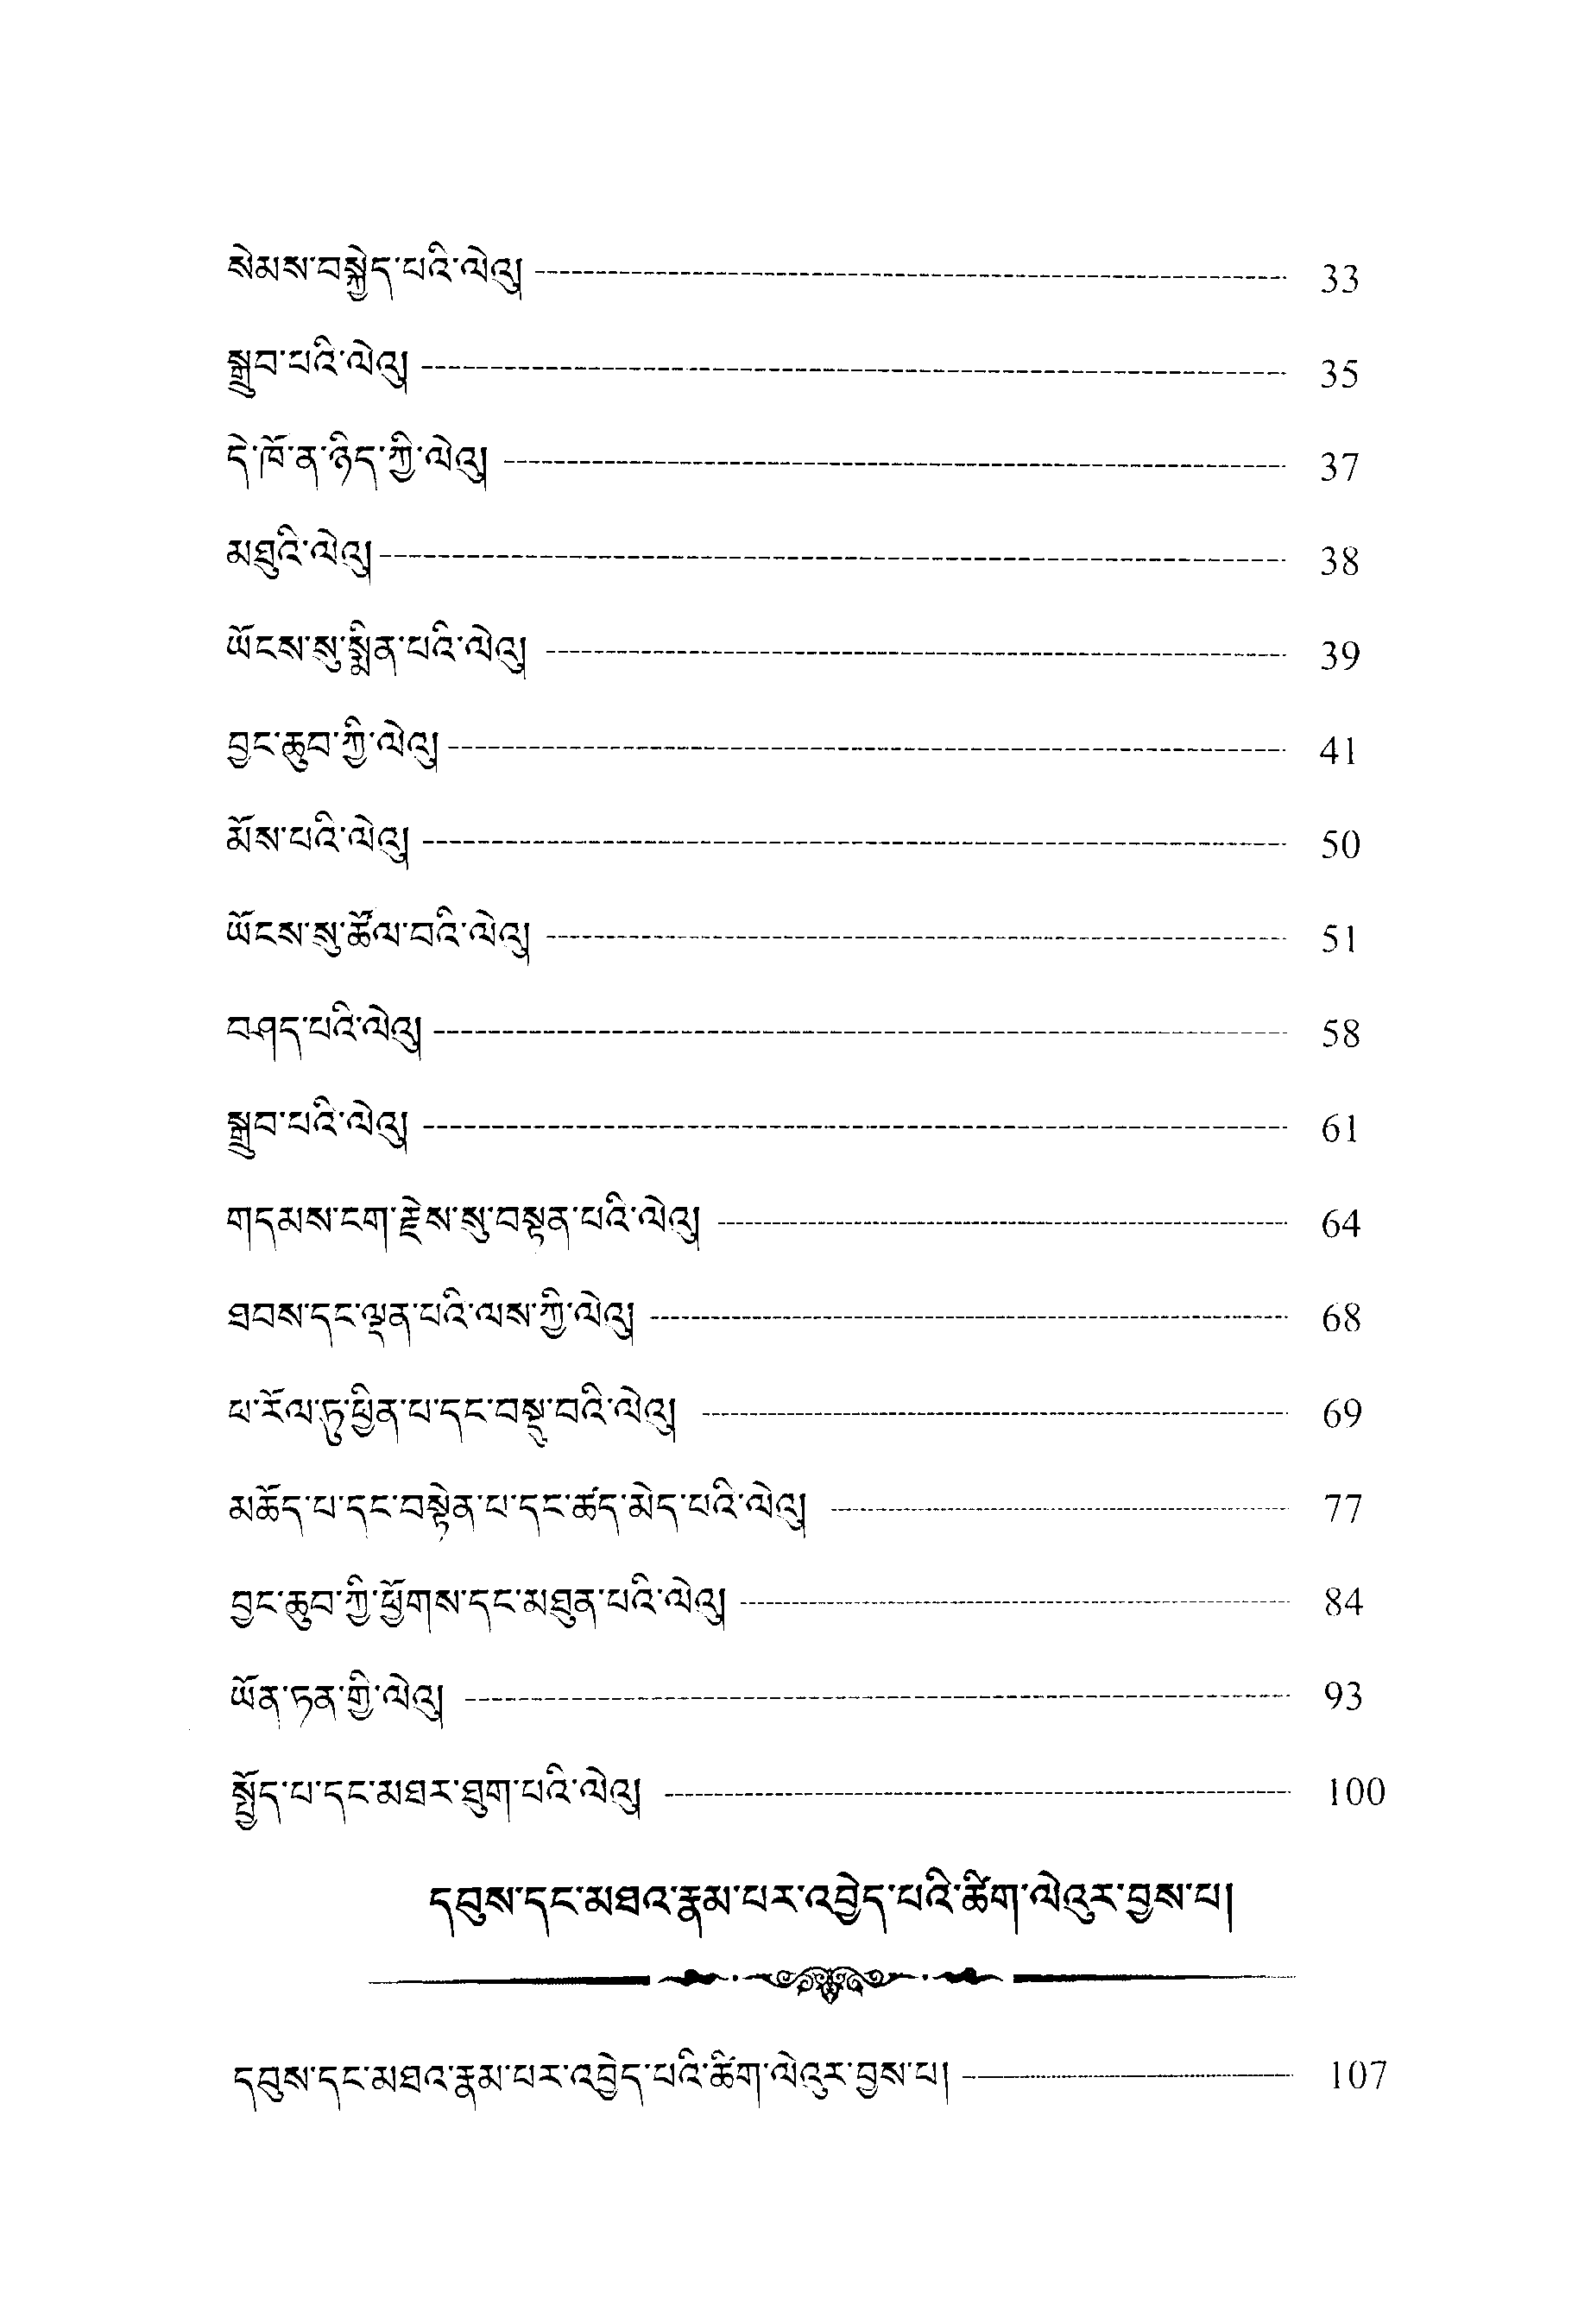 སེམས་བསྐྱེད་པའི་ལེའུ། 33
སྒྲུབ་པའི་ལེའུ། 35
དེ་ཁོ་ན་ཉིད་ཀྱི་ལེའུ། 37
མཐུའི་ལེའུ། 38
ཡོངས་སུ་སྨིན་པའི་ལེའུ། 39
བྱང་ཆུབ་ཀྱི་ལེའུ། 41
མོས་པའི་ལེའུ། 50
ཡོངས་སུ་ཚོལ་བའི་ལེའུ། 51
བཤད་པའི་ལེའུ། 58
སྒྲུབ་པའི་ལེའུ། 61
གདམས་ངག་རྗེས་སུ་བསྟན་པའི་ལེའུ། 64
ཐབས་དང་ལྡན་པའི་ལས་ཀྱི་ལེའུ། 68
ཕ་རོལ་ཏུ་ཕྱིན་པ་དང་བསྡུ་བའི་ལེའུ། 69
མཆོད་པ་དང་བསྟེན་པ་དང་ཚད་མེད་པའི་ལེའུ། 77
བྱང་ཆུབ་ཀྱི་ཕྱོགས་དང་མཐུན་པའི་ལེའུ། 84
ཡོན་ཏན་གྱི་ལེའུ། 93
སྤྱོད་པ་དང་མཐར་ཐུག་པའི་ལེའུ། 100
དབུས་དང་མཐའ་རྣམ་པར་འབྱེད་པའི་ཚིག་ལེའུར་བྱས་པ།
དབུས་དང་མཐའ་རྣམ་པར་འབྱེད་པའི་ཚིག་ལེའུར་བྱས་པ། 107